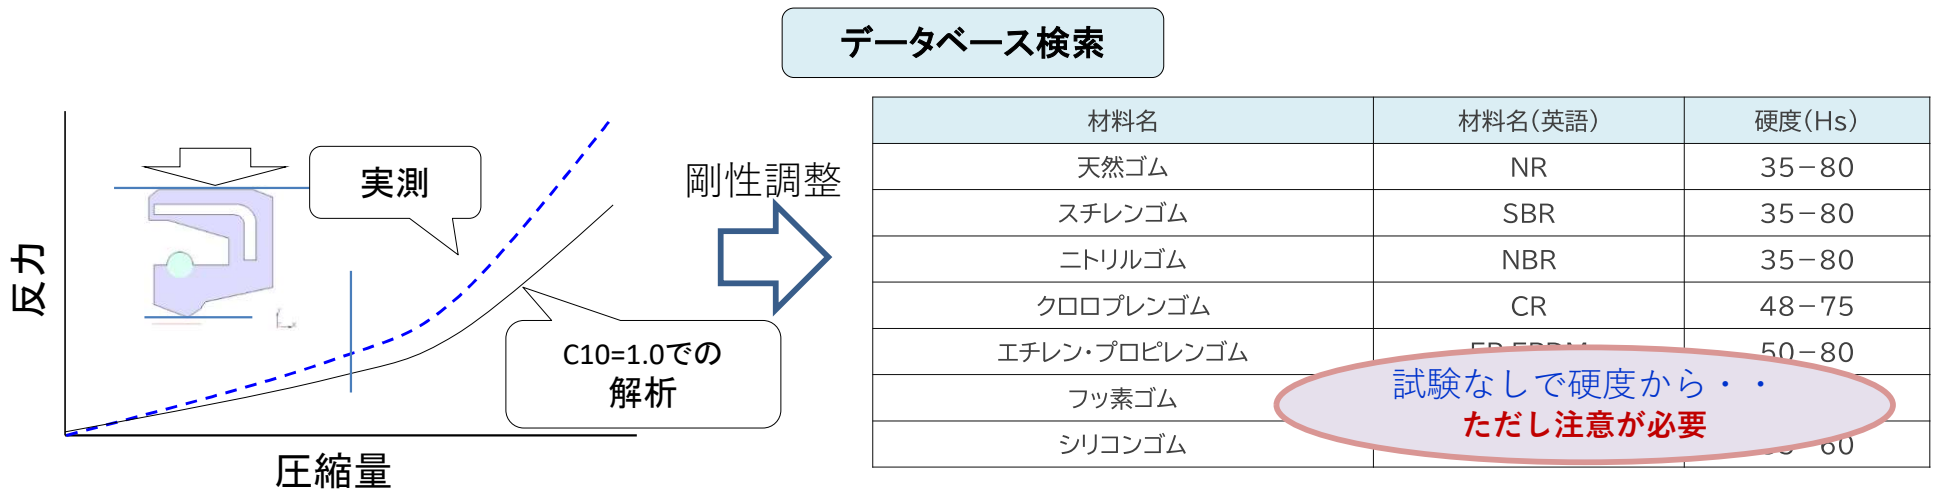 データベース検索
実測
剛性調整
反力
C10=1.0での
解析
圧縮量
材料名 材料名(英語) 硬度(Hs)
天然ゴム NR 35−80
スチレンゴム SBR 35−80
ニトリルゴム NBR 35−80
クロロプレンゴム CR 48−75
エチレン・プロピレンゴム 50−80
フッ素ゴム
シリコンゴム 60
試験なしで硬度から・・
ただし注意が必要